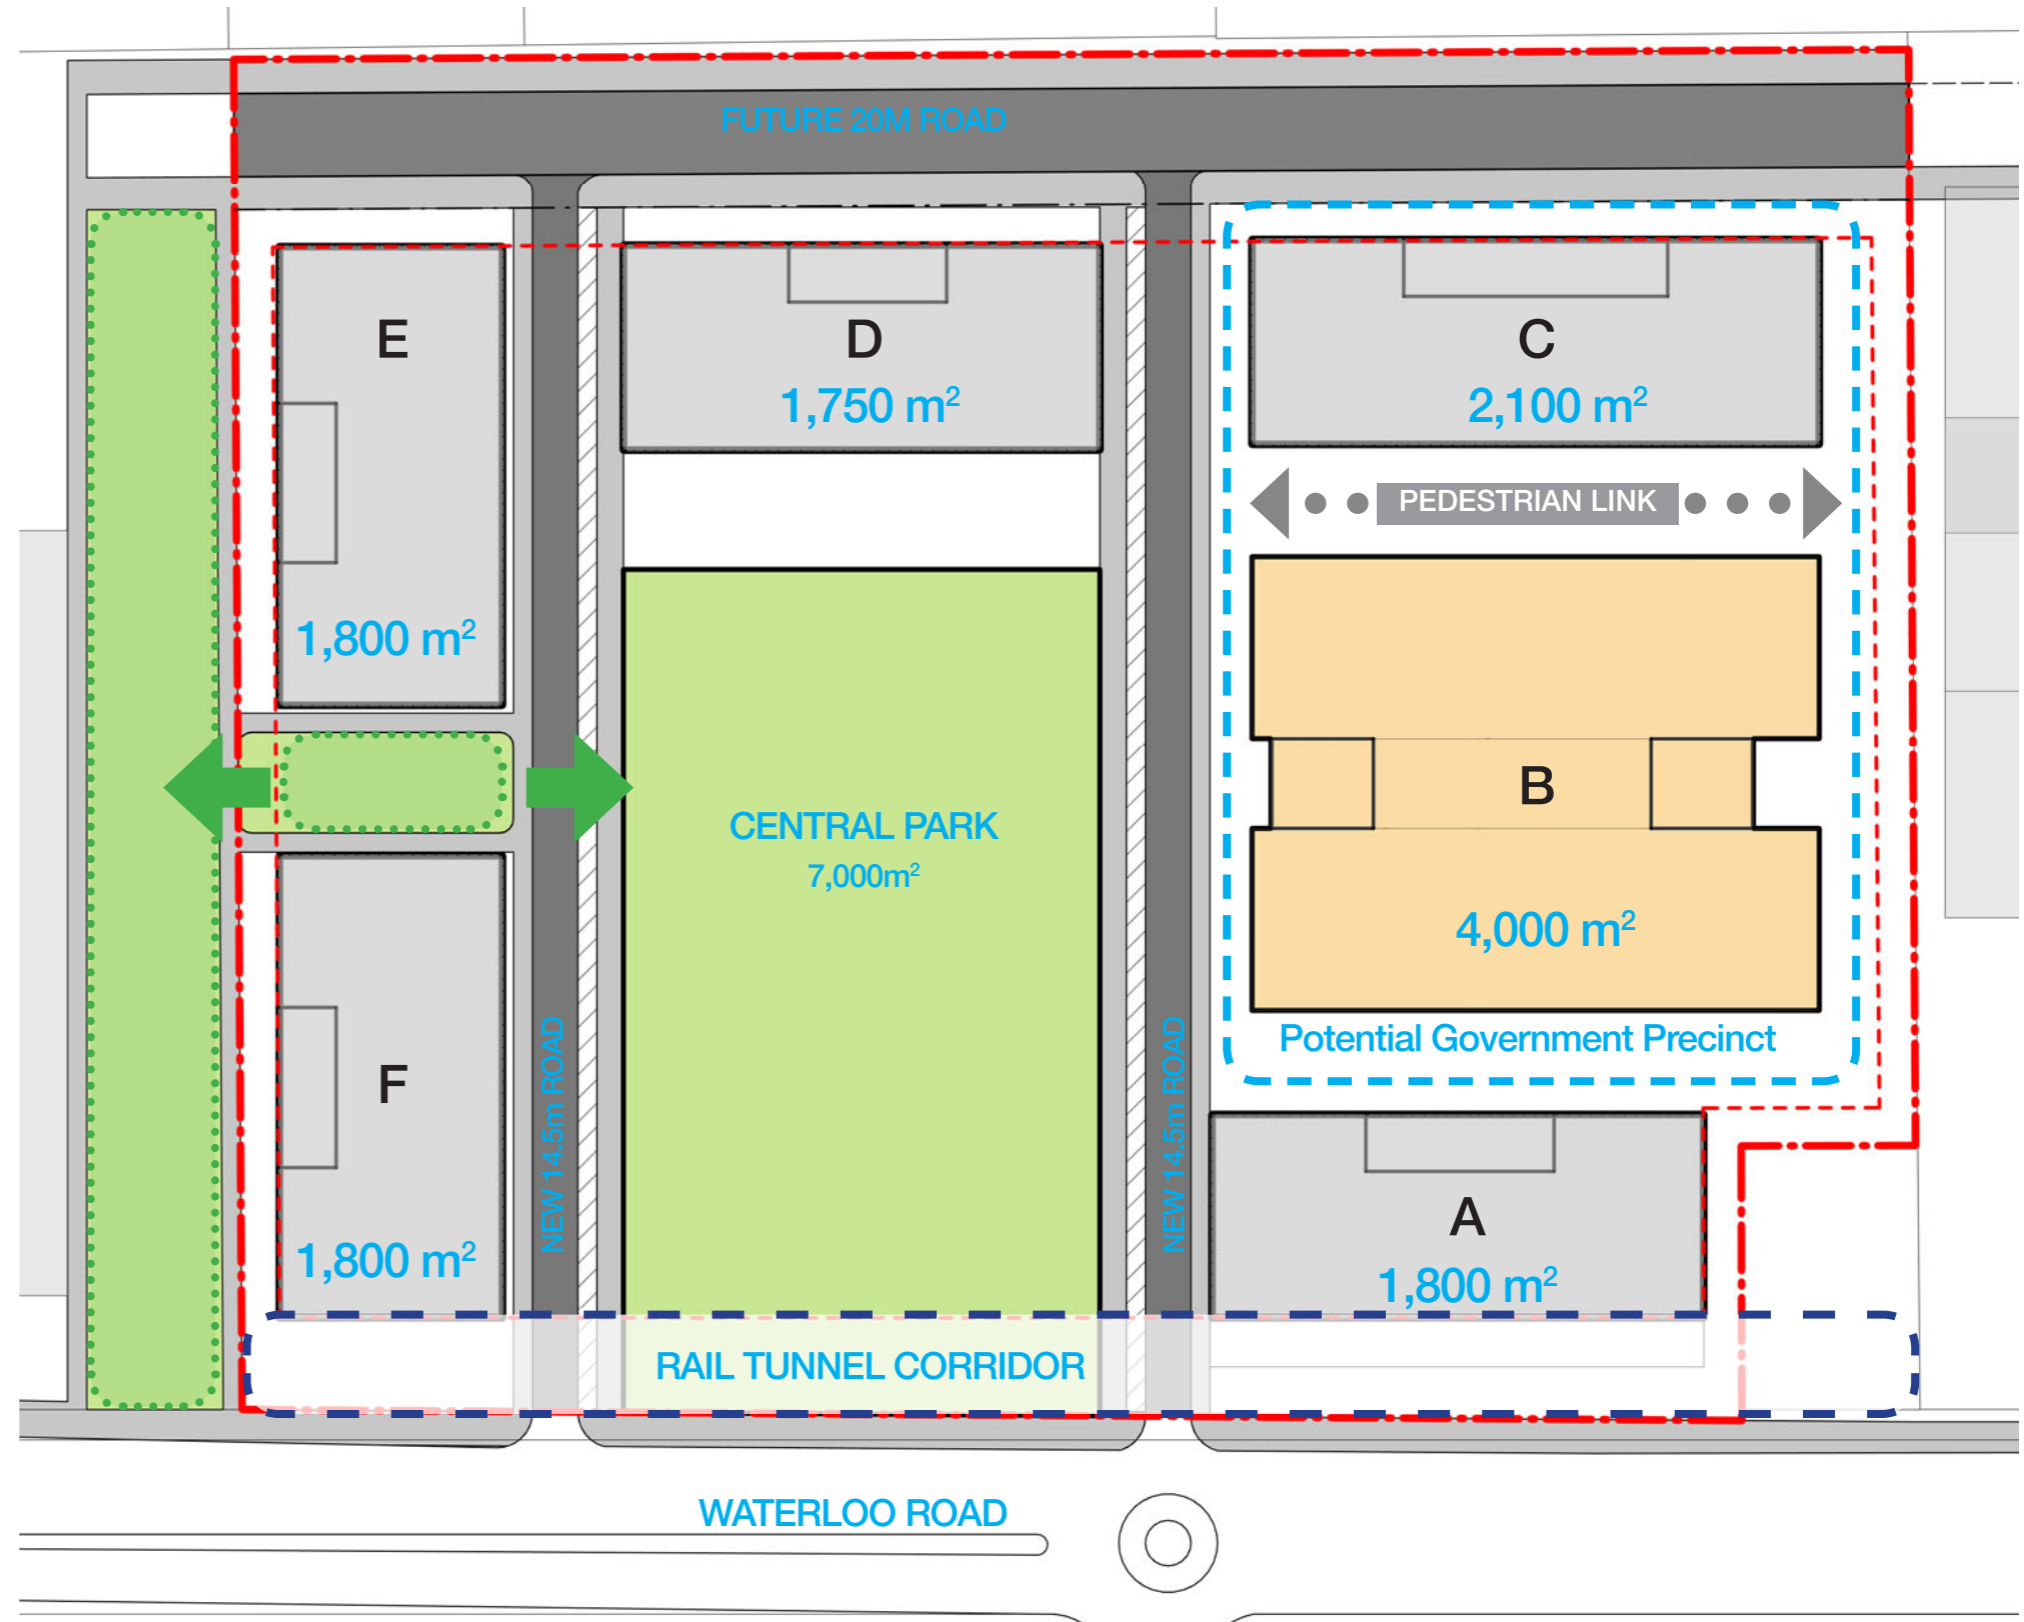 FUTURE 20M ROAD
E
D
C
1,750 m²
2,100 m²
PEDESTRIAN LINK
1,800 m²
B
CENTRAL PARK
7,000m²
4,000 m²
Potential Government Precinct
F
NEW 14.5m ROAD
NEW 14.5m ROAD
A
1,800 m²
1,800 m²
RAIL TUNNEL CORRIDOR
WATERLOO ROAD